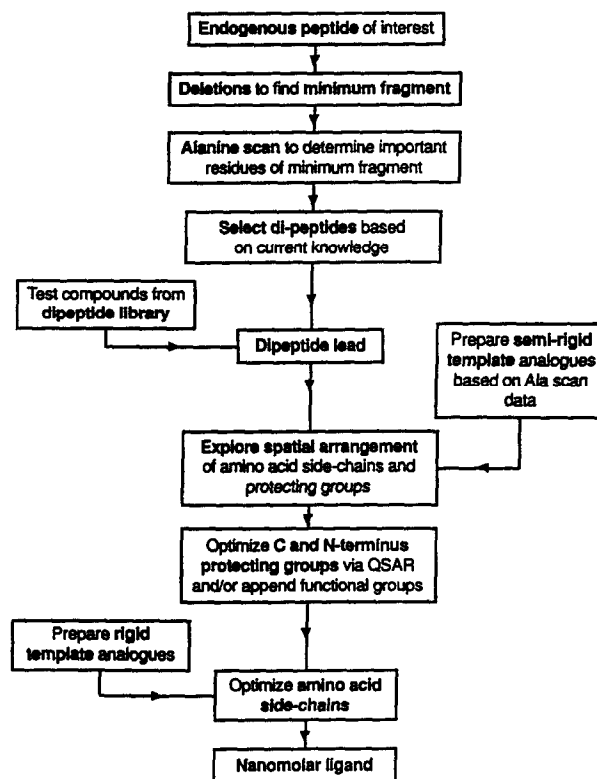 Endogenous peptide of interest
Deletions to find minimum fragment
Alanine scan to determine important
residues of minimum fragment
Select di-peptides based
on current knowledge
Test compounds from
dipeptide library
Dipeptide lead
Prepare semi-rigid
template analogues
based on Ala scan
data
Explore spatial arrangement
of amino acid side-chains and
protecting groups
Optimize C and N-terminus
protecting groups via QSAR
and/or append functional groups
Prepare rigid
template analogues
Optimize amino acid
side-chains
Nanomolar ligand